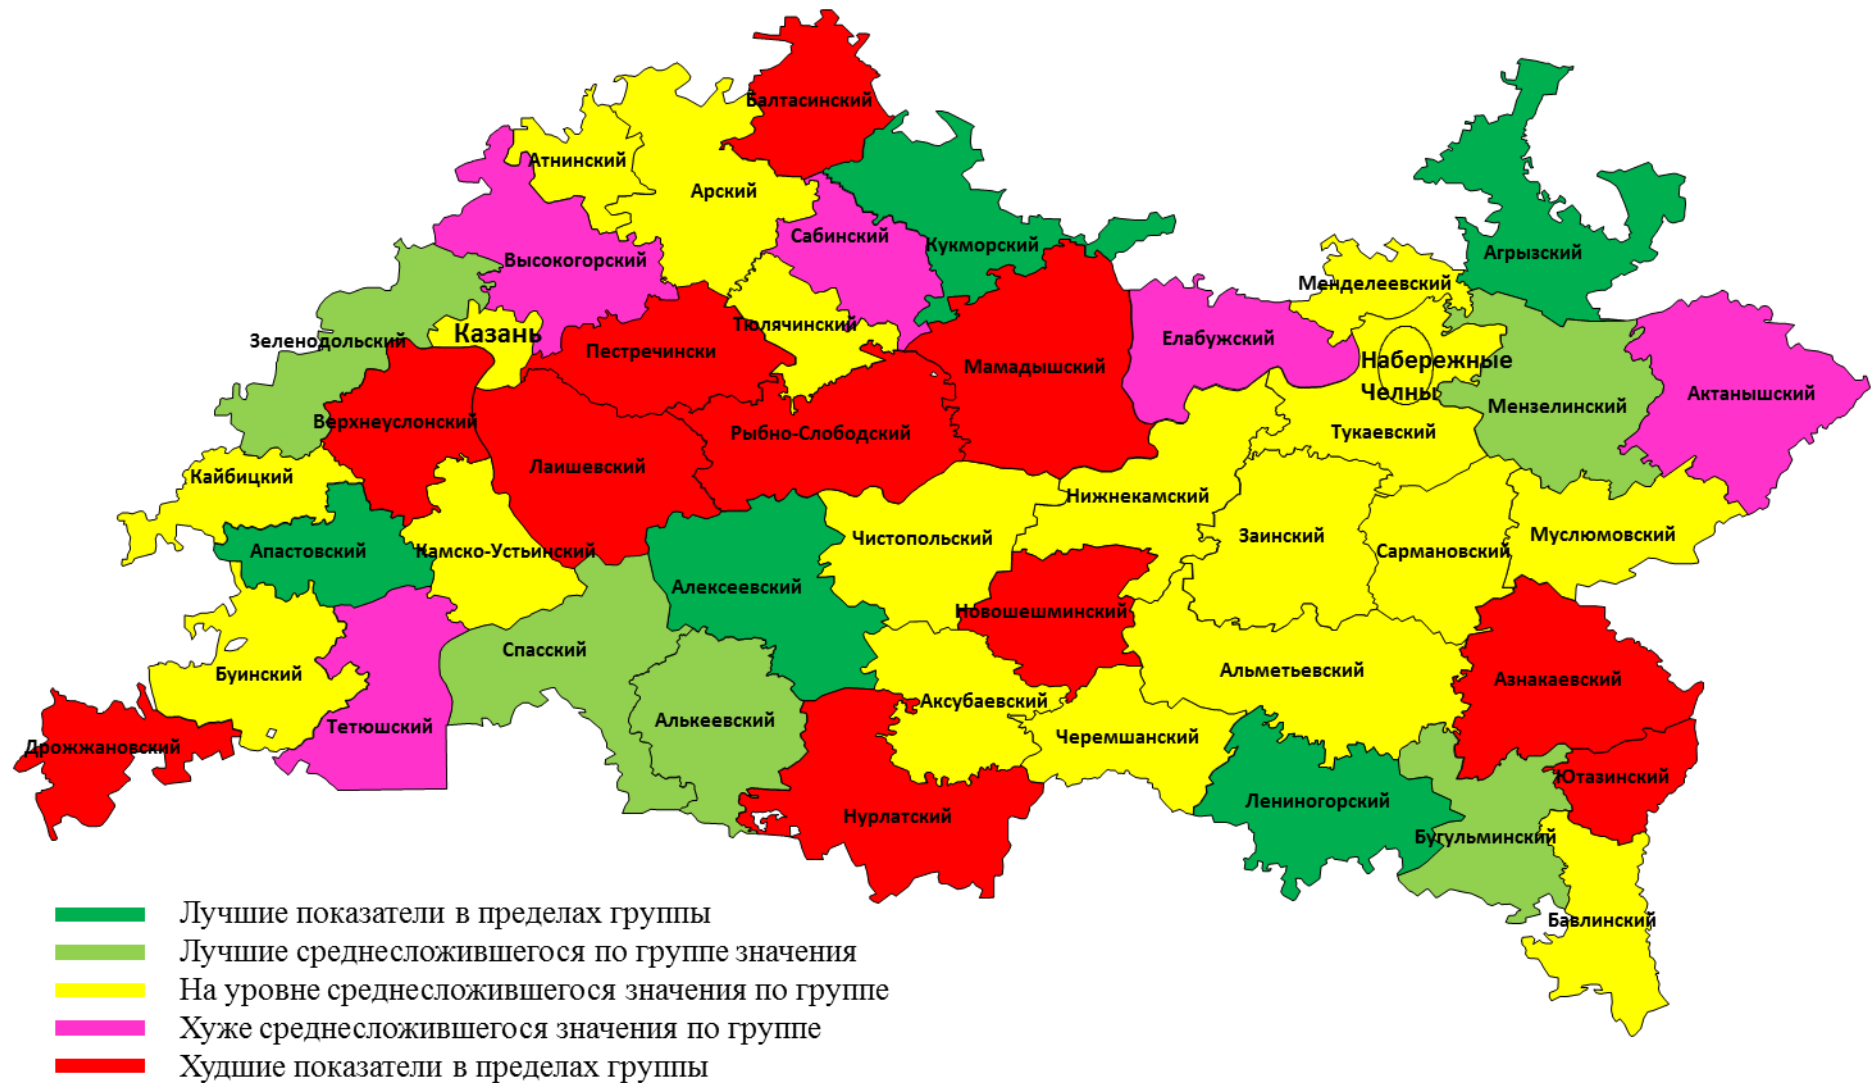 Балтасинский
Атнинский
Арский
Сабинский
Кукморский
Агрызский
Высокогорский
Менделеевский
Зеленодольский
Казань
Тюлячинский
Пестречински
Елабужский
Мамадышский
Набережные
Челны
Актанышский
Мензелинский
Верхнеуслонский
Рыбно-Слободский
Тукаевский
Лаишевский
Кайбицкий
Нижнекамский
Апастовский
Камско-Устьинский
Чистопольский
Заинский
Сармановский
Муслюмовский
Алексеевский
Новошешминский
Спасский
Буинский
Альметьевский
Азнакаевский
Аксубаевский
Тетюшский
Алькеевский
Черемшанский
Дрожжановский
Ютазинский
Лениногорский
Нурлатский
Бугульминский
Бавлинский
Лучшие показатели в пределах группы
Лучшие среднесложившегося по группе значения
На уровне среднесложившегося значения по группе
Хуже среднесложившегося значения по группе
Худшие показатели в пределах группы